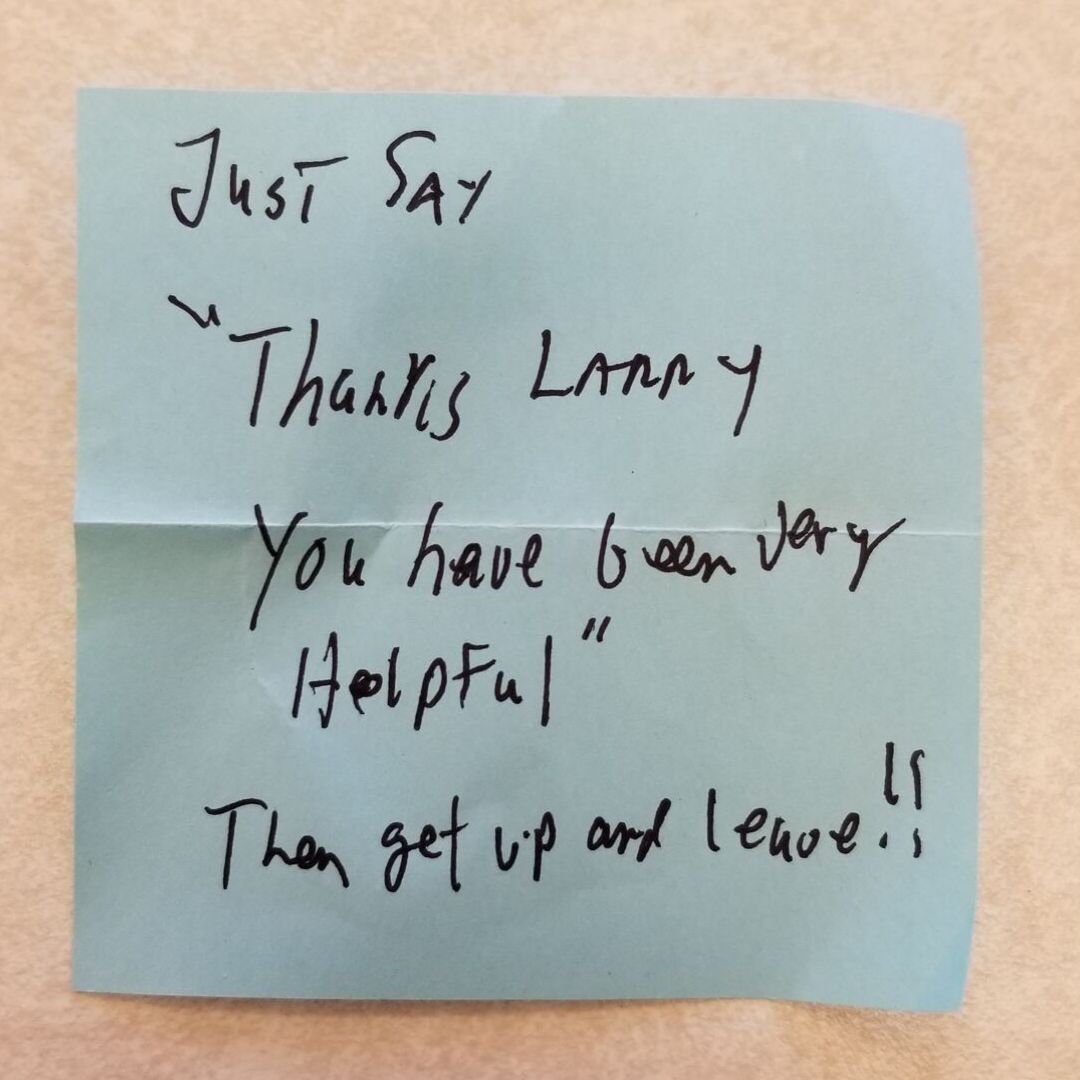 Just SAY
"Thanks LARRY
You have been very
Helpful"
Then get up and leave!!